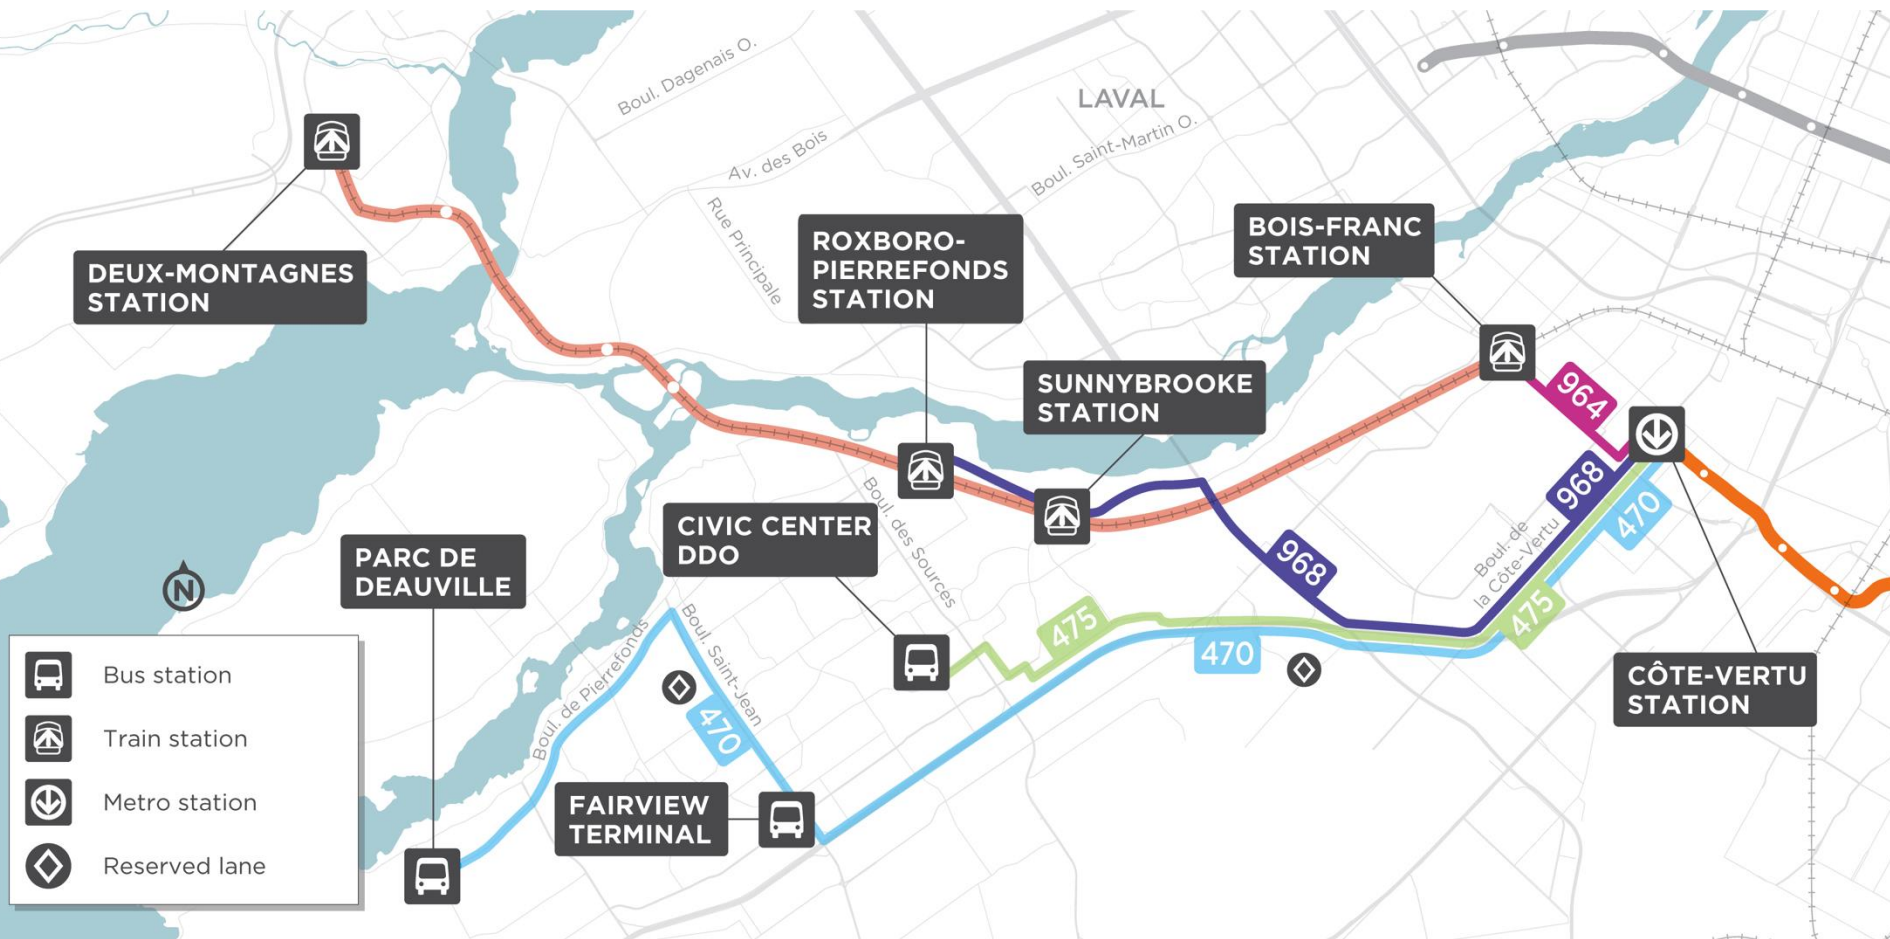 Boul. Dagenais O.
LAVAL
Av. des Bois
Boul. Saint-Martin O.
Rue Principale
DEUX-MONTAGNES
STATION
ROXBORO-
PIERREFONDS
STATION
BOIS-FRANC
STATION
SUNNYBROOKE
STATION
964
968
470
Boul. de
la Côte-Vertu
Boul. des Sources
CIVIC CENTER
DDO
PARC DE
DEAUVILLE
N
968
475
475
470
Boul. de Pierrefonds
Boul. Saint-Jean
470
CÔTE-VERTU
STATION
FAIRVIEW
TERMINAL
Bus station
Train station
Metro station
Reserved lane